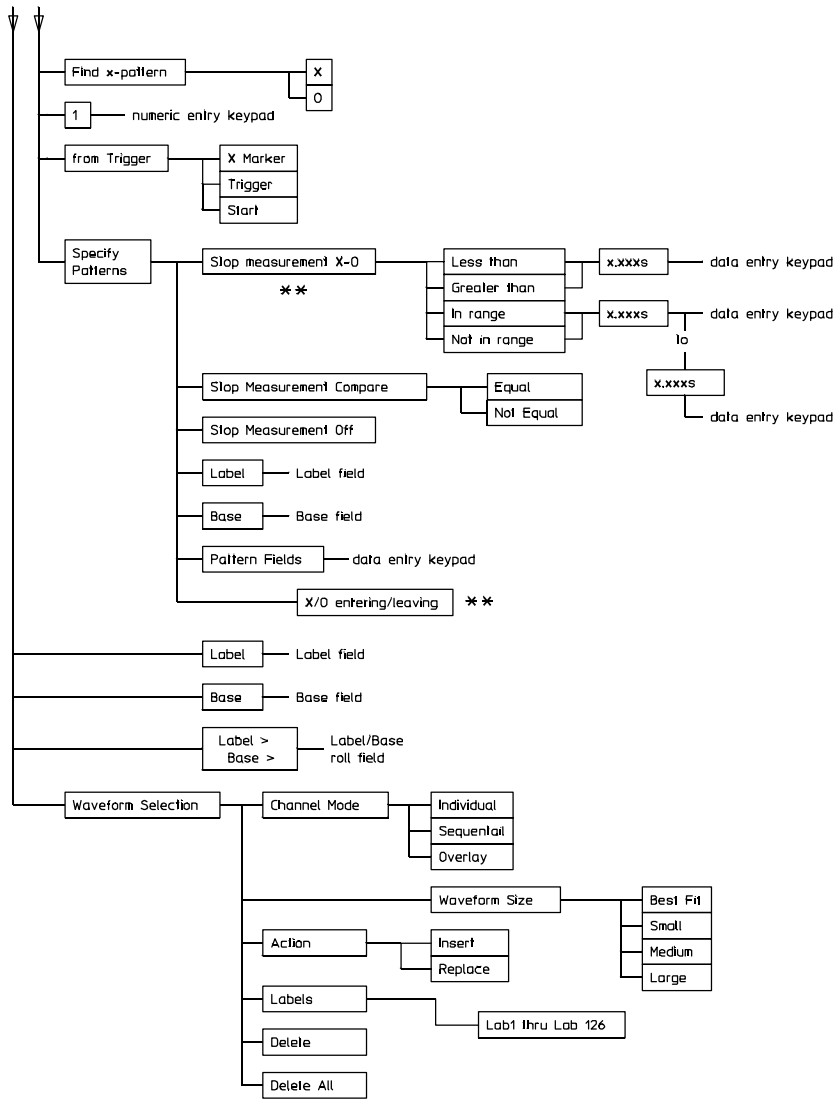 Find x-pattern
X
O
1
numeric entry keypad
from Trigger
X Marker
Trigger
Start
Specify
Patterns
Stop measurement X-O
**
Less than
Greater than
In range
Not in range
x.xxxs
data entry keypad
x.xxxs
data entry keypad
to
x.xxxs
data entry keypad
Stop Measurement Compare
Equal
Not Equal
Stop Measurement Off
Label
Label field
Base
Base field
Pattern Fields
data entry keypad
X/O entering/leaving
**
Label
Label field
Base
Base field
Label >
Base >
Label/Base
roll field
Waveform Selection
Channel Mode
Individual
Sequentail
Overlay
Waveform Size
Best Fit
Small
Medium
Large
Action
Insert
Replace
Labels
Lab1 thru Lab 126
Delete
Delete All